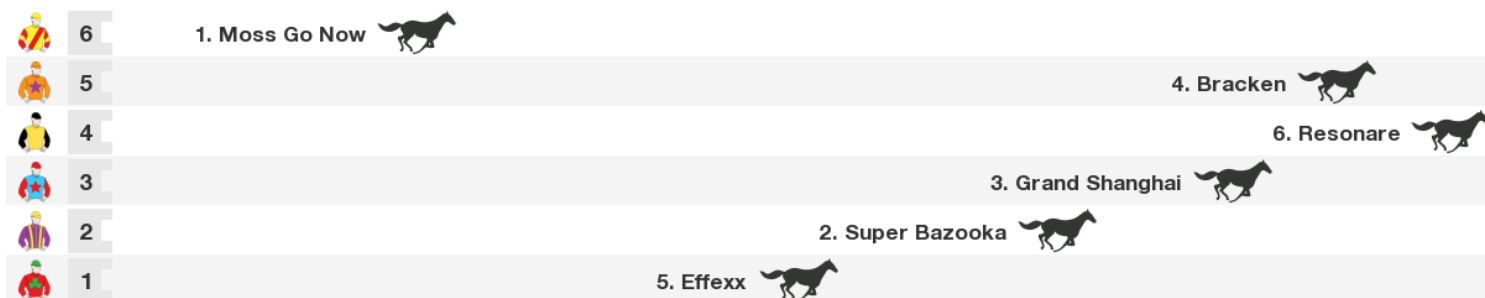 6 1. Moss Go Now
5 4. Bracken
4 6. Resonare
3 3. Grand Shanghai
2 2. Super Bazooka
1 5. Effexx